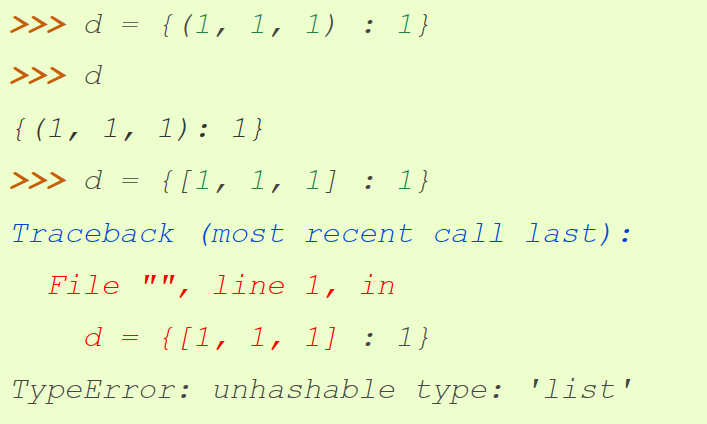 >>> d = {(1, 1, 1) : 1}
>>> d
{(1, 1, 1): 1}
>>> d = {[1, 1, 1] : 1}
Traceback (most recent call last):
  File "", line 1, in
    d = {[1, 1, 1] : 1}
TypeError: unhashable type: 'list'